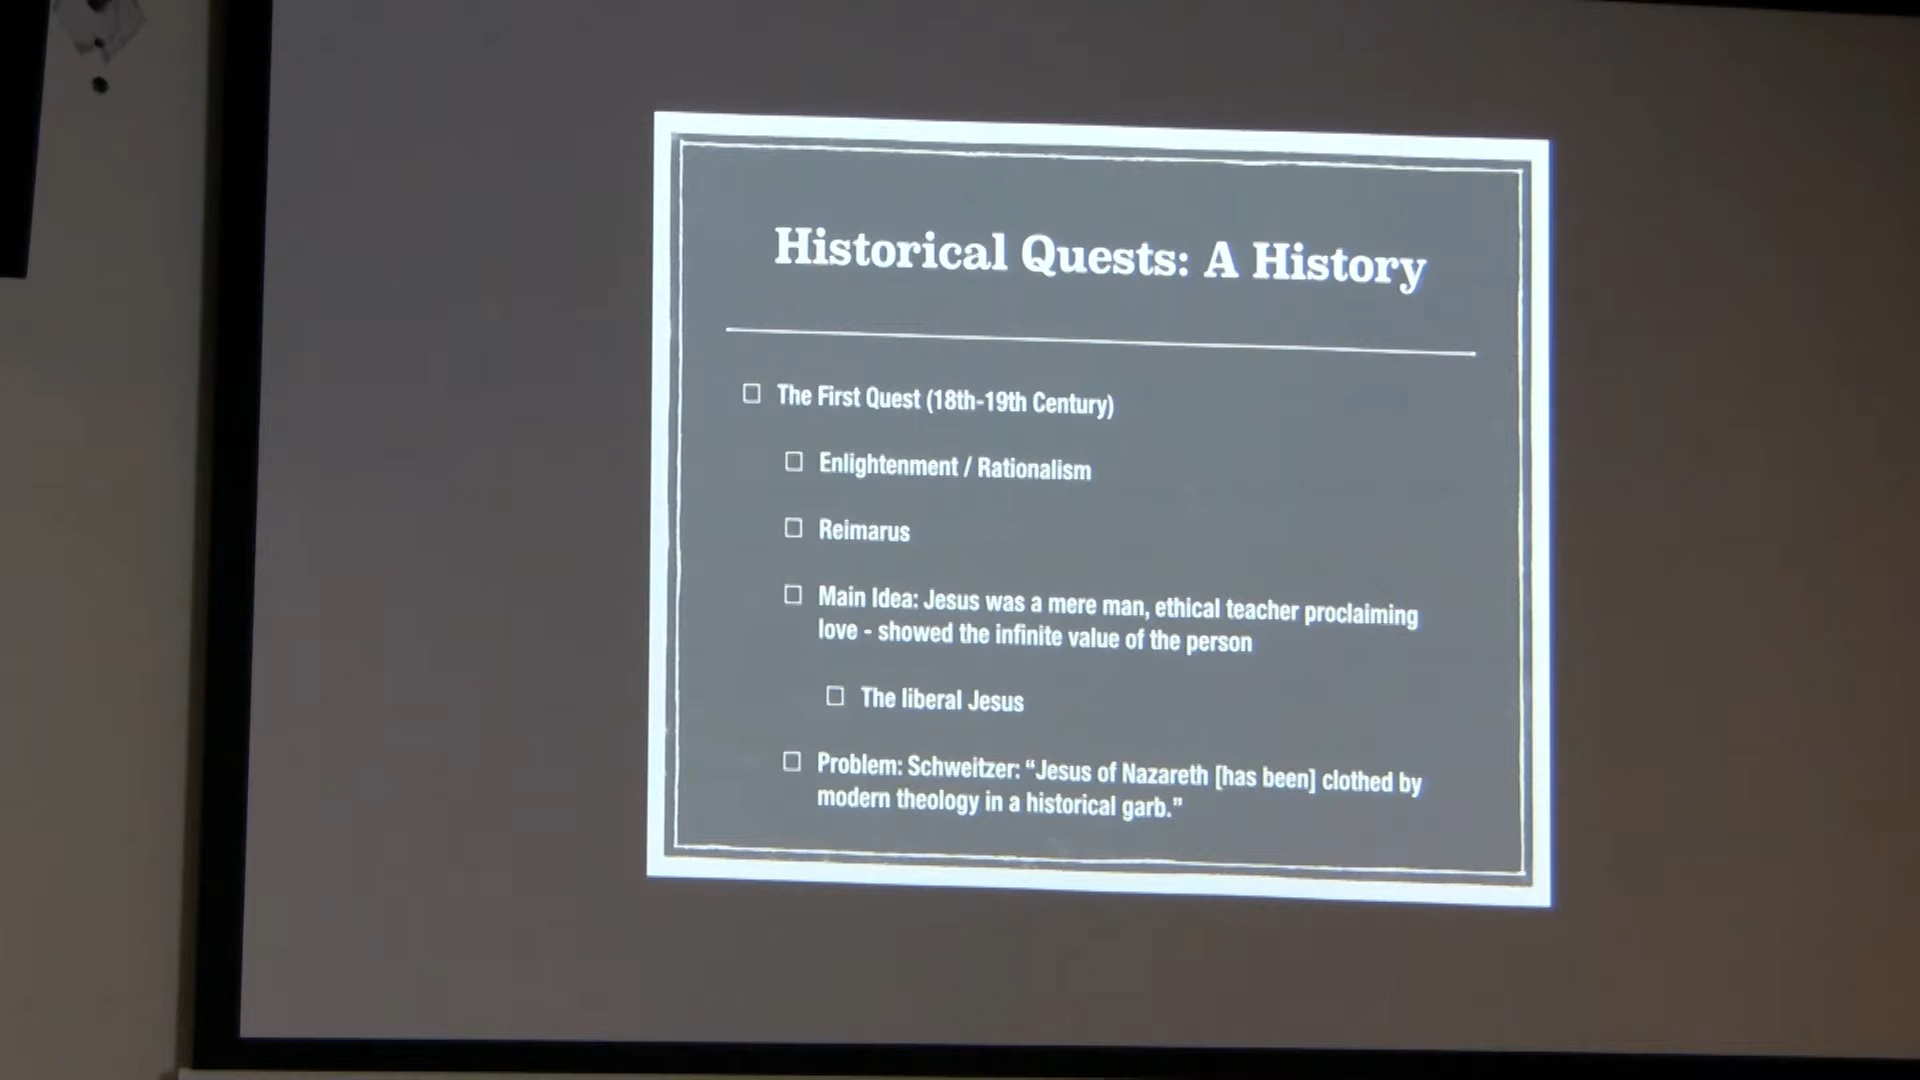 Historical Quests: A History
The First Quest (18th-19th Century)
Enlightenment / Rationalism
Reimarus
Main Idea: Jesus was a mere man, ethical teacher proclaiming
love - showed the infinite value of the person
The liberal Jesus
Problem: Schweitzer: “Jesus of Nazareth [has been] clothed by
modern theology in a historical garb.”